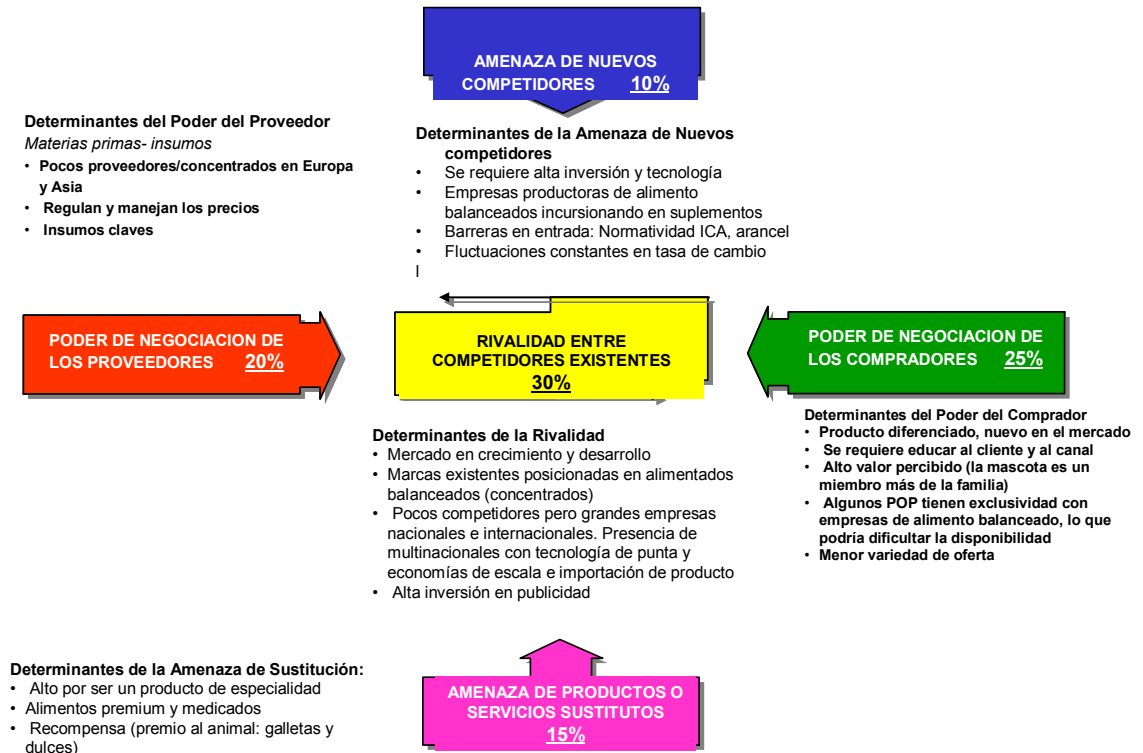 AMENAZA DE NUEVOS
COMPETIDORES 10%
Determinantes del Poder del Proveedor
Materias primas- insumos
• Pocos proveedores/concentrados en Europa
y Asia
• Regulan y manejan los precios
• Insumos claves
Determinantes de la Amenaza de Nuevos
competidores
• Se requiere alta inversión y tecnología
• Empresas productoras de alimento
balanceados incursionando en suplementos
• Barreras en entrada: Normatividad ICA, arancel
• Fluctuaciones constantes en tasa de cambio
l
PODER DE NEGOCIACION DE
LOS PROVEEDORES 20%
RIVALIDAD ENTRE
COMPETIDORES EXISTENTES
30%
PODER DE NEGOCIACION DE
LOS COMPRADORES 25%
Determinantes de la Rivalidad
• Mercado en crecimiento y desarrollo
• Marcas existentes posicionadas en alimentados
balanceados (concentrados)
• Pocos competidores pero grandes empresas
nacionales e internacionales. Presencia de
multinacionales con tecnología de punta y
economías de escala e importación de producto
• Alta inversión en publicidad
Determinantes del Poder del Comprador
• Producto diferenciado, nuevo en el mercado
• Se requiere educar al cliente y al canal
• Alto valor percibido (la mascota es un
miembro más de la familia)
• Algunos POP tienen exclusividad con
empresas de alimento balanceado, lo que
podría dificultar la disponibilidad
• Menor variedad de oferta
Determinantes de la Amenaza de Sustitución:
• Alto por ser un producto de especialidad
• Alimentos premium y medicados
• Recompensa (premio al animal: galletas y
dulces)
AMENAZA DE PRODUCTOS O
SERVICIOS SUSTITUTOS
15%